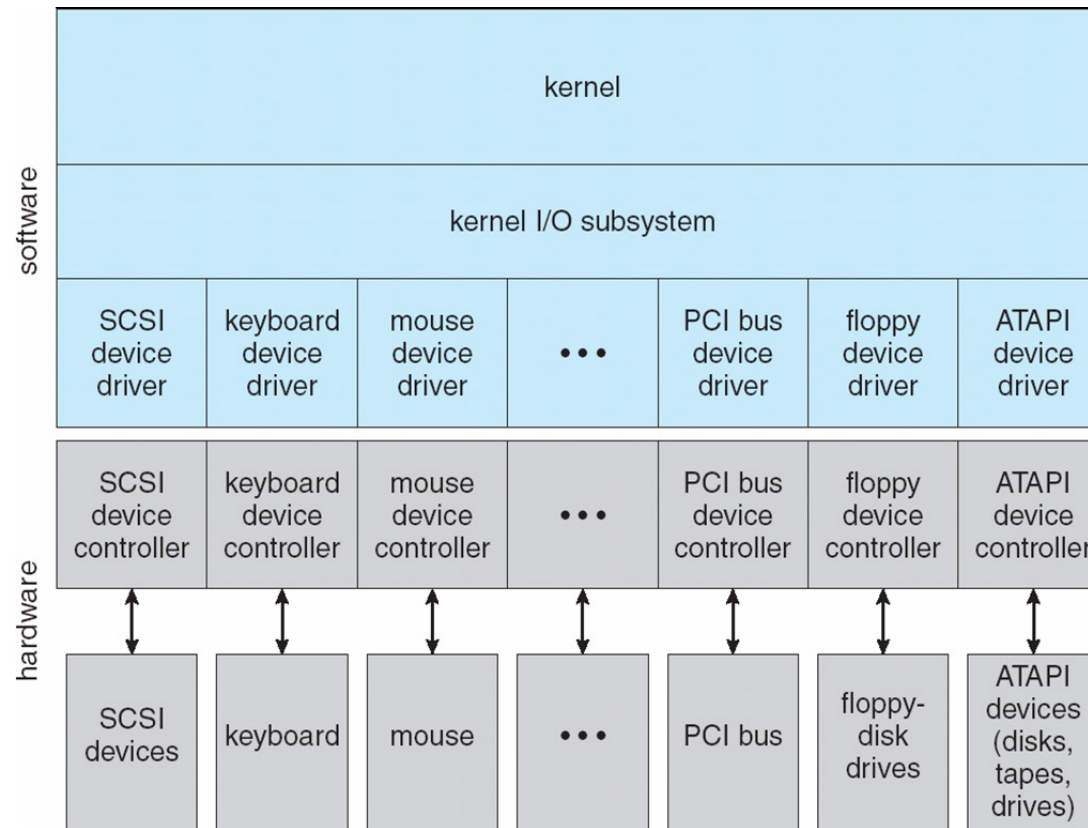 software
kernel
kernel I/O subsystem
SCSI
device
driver
keyboard
device
driver
mouse
device
driver
•••
PCI bus
device
driver
floppy
device
driver
ATAPI
device
driver
hardware
SCSI
device
controller
keyboard
device
controller
mouse
device
controller
•••
PCI bus
device
controller
floppy
device
controller
ATAPI
device
controller
SCSI
devices
keyboard
mouse
•••
PCI bus
floppy-
disk
drives
ATAPI
devices
(disks,
tapes,
drives)